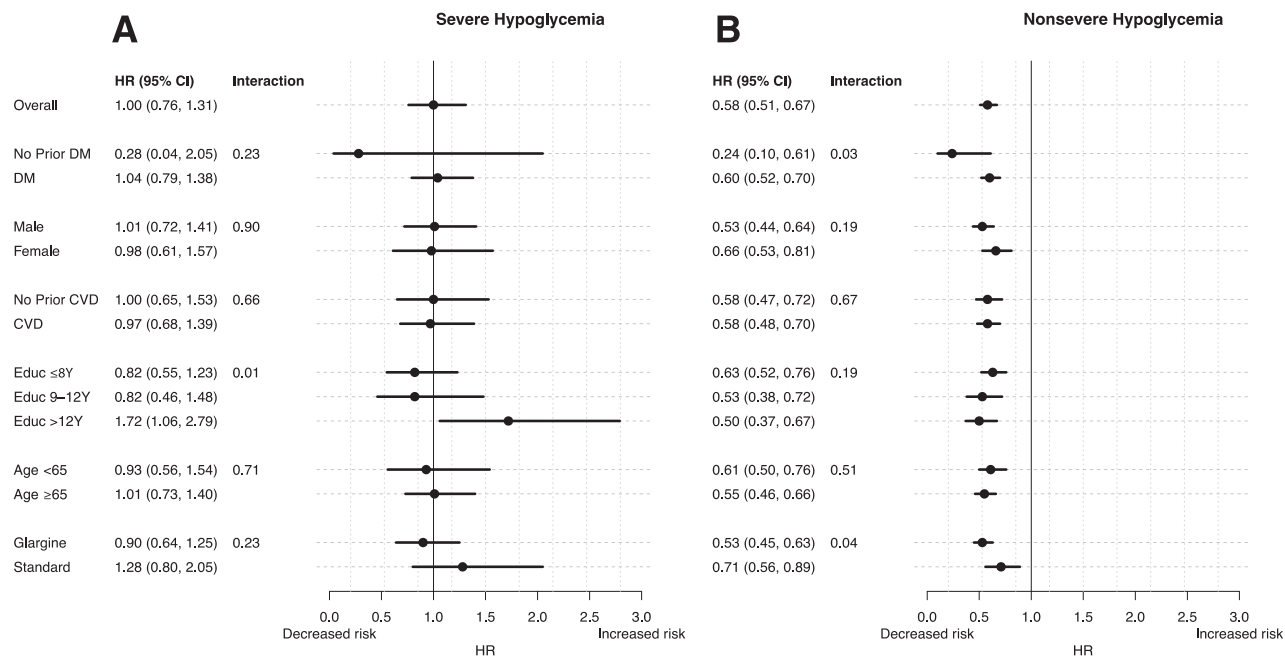 A Severe Hypoglycemia
HR (95% CI) Interaction
Overall 1.00 (0.76, 1.31)
No Prior DM 0.28 (0.04, 2.05) 0.23
DM 1.04 (0.79, 1.38)
Male 1.01 (0.72, 1.41) 0.90
Female 0.98 (0.61, 1.57)
No Prior CVD 1.00 (0.65, 1.53) 0.66
CVD 0.97 (0.68, 1.39)
Educ ≤8Y 0.82 (0.55, 1.23) 0.01
Educ 9–12Y 0.82 (0.46, 1.48)
Educ >12Y 1.72 (1.06, 2.79)
Age <65 0.93 (0.56, 1.54) 0.71
Age ≥65 1.01 (0.73, 1.40)
Glargine 0.90 (0.64, 1.25) 0.23
Standard 1.28 (0.80, 2.05)
0.0 0.5 1.0 1.5 2.0 2.5 3.0
Decreased risk Increased risk
HR
B Nonsevere Hypoglycemia
HR (95% CI) Interaction
0.58 (0.51, 0.67)
0.24 (0.10, 0.61) 0.03
0.60 (0.52, 0.70)
0.53 (0.44, 0.64) 0.19
0.66 (0.53, 0.81)
0.58 (0.47, 0.72) 0.67
0.58 (0.48, 0.70)
0.63 (0.52, 0.76) 0.19
0.53 (0.38, 0.72)
0.50 (0.37, 0.67)
0.61 (0.50, 0.76) 0.51
0.55 (0.46, 0.66)
0.53 (0.45, 0.63) 0.04
0.71 (0.56, 0.89)
0.0 0.5 1.0 1.5 2.0 2.5 3.0
Decreased risk Increased risk
HR